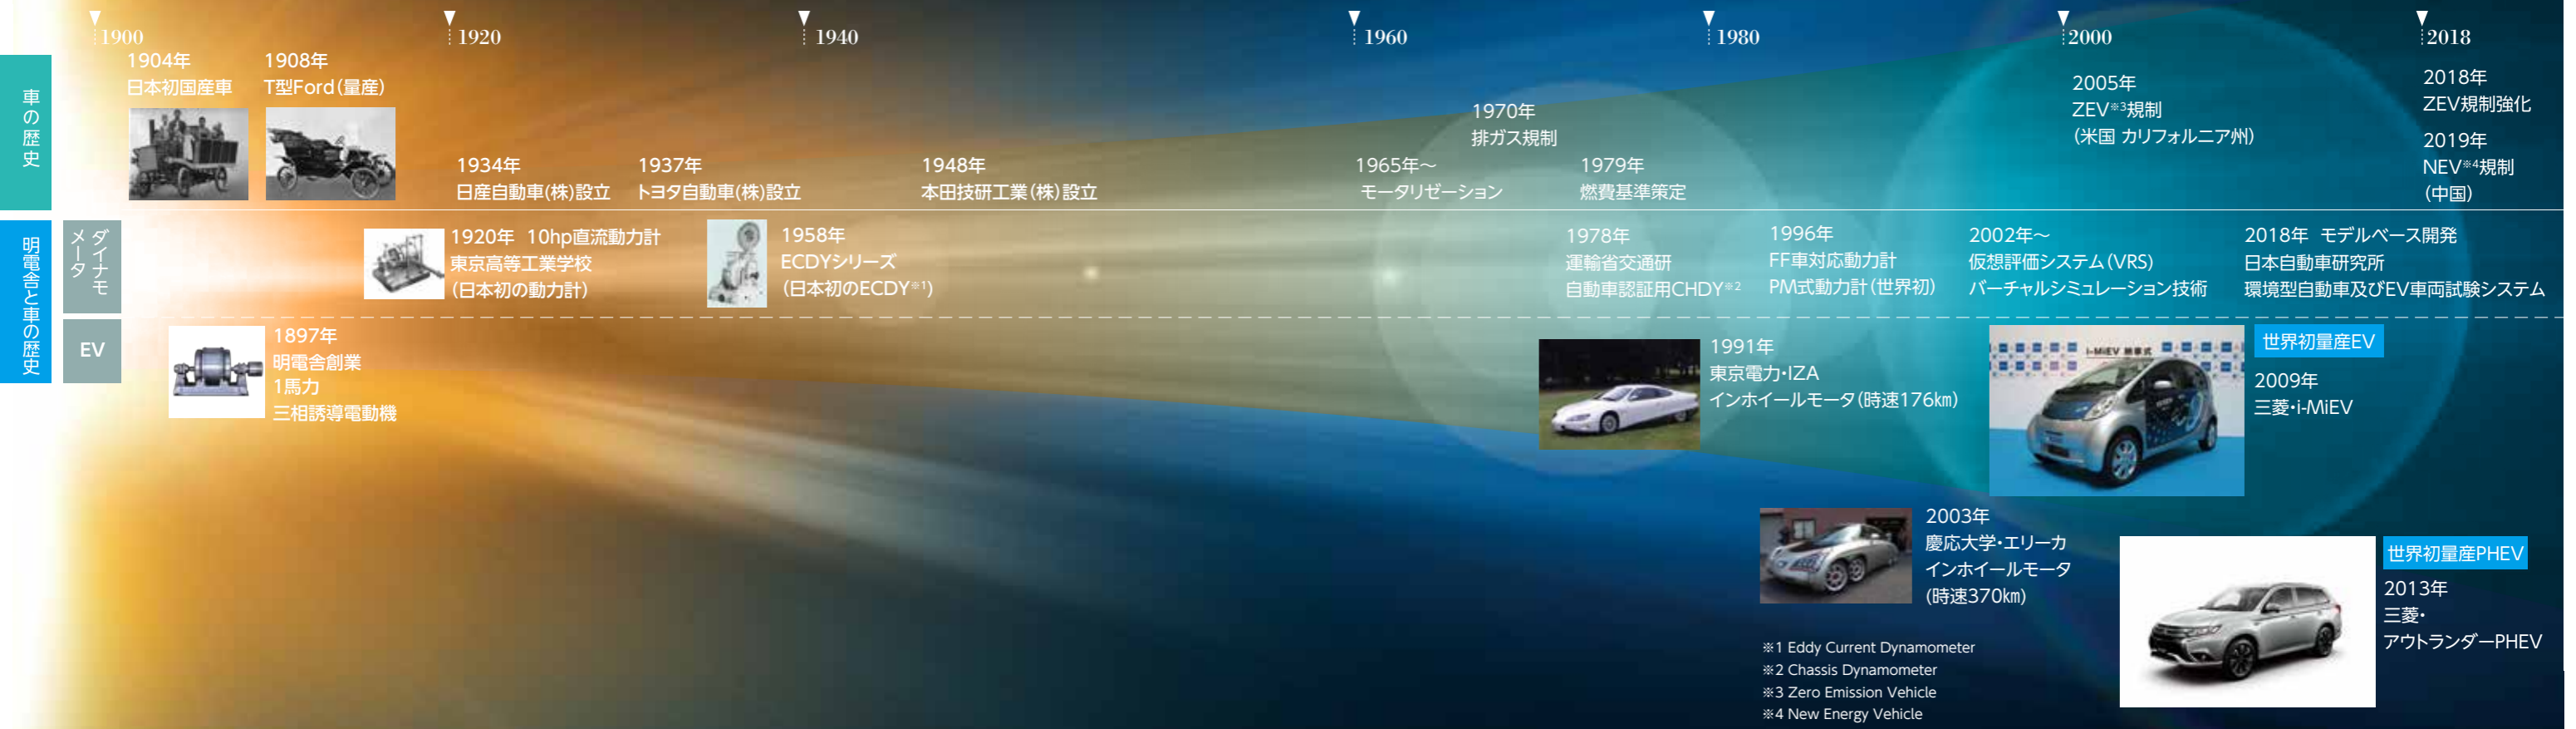 1900
1920
1940
1960
1980
2000
2018
車の歴史
1904年
日本初国産車
1908年
T型Ford(量産)
1934年
日産自動車(株)設立
1937年
トヨタ自動車(株)設立
1948年
本田技研工業(株)設立
1965年～
モータリゼーション
1970年
排ガス規制
1979年
燃費基準策定
2005年
ZEV※3規制
(米国 カリフォルニア州)
2018年
ZEV規制強化
2019年
NEV※4規制
(中国)
明電舎と車の歴史
ダイナモ
メータ
1920年 10hp直流動力計
東京高等工業学校
(日本初の動力計)
1958年
ECDYシリーズ
(日本初のECDY※1)
1978年
運輸省交通研
自動車認証用CHDY※2
1996年
FF車対応動力計
PM式動力計(世界初)
2002年～
仮想評価システム(VRS)
バーチャルシミュレーション技術
2018年 モデルベース開発
日本自動車研究所
環境型自動車及びEV車両試験システム
EV
1897年
明電舎創業
1馬力
三相誘導電動機
1991年
東京電力・IZA
インホイールモータ(時速176㎞)
i-MiEV
世界初量産EV
2009年
三菱・i-MiEV
2003年
慶応大学・エリーカ
インホイールモータ
(時速370㎞)
世界初量産PHEV
2013年
三菱・
アウトランダーPHEV
※1 Eddy Current Dynamometer
※2 Chassis Dynamometer
※3 Zero Emission Vehicle
※4 New Energy Vehicle